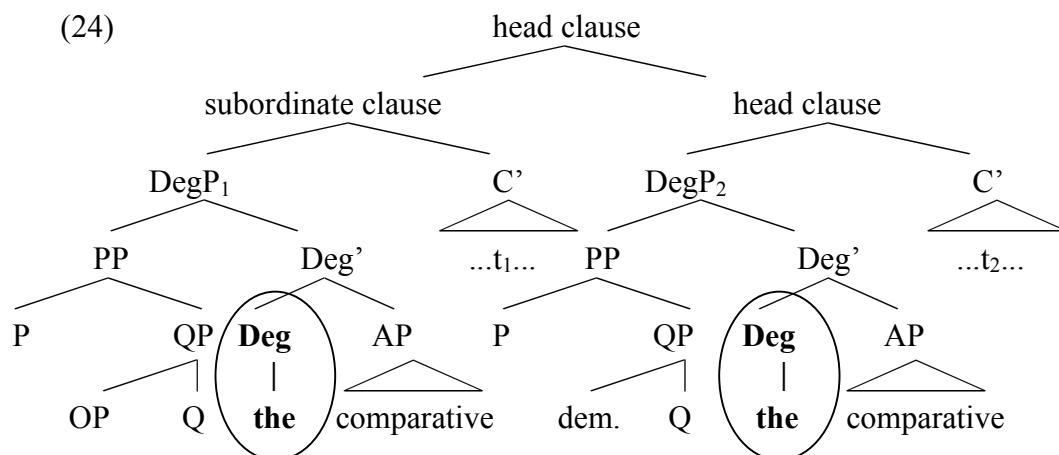 (24) head clause
subordinate clause head clause
DegP1 C’ DegP2 C’
PP Deg’ ...t1... PP Deg’ ...t2...
P QP Deg AP P QP Deg AP
OP Q the comparative dem. Q the comparative